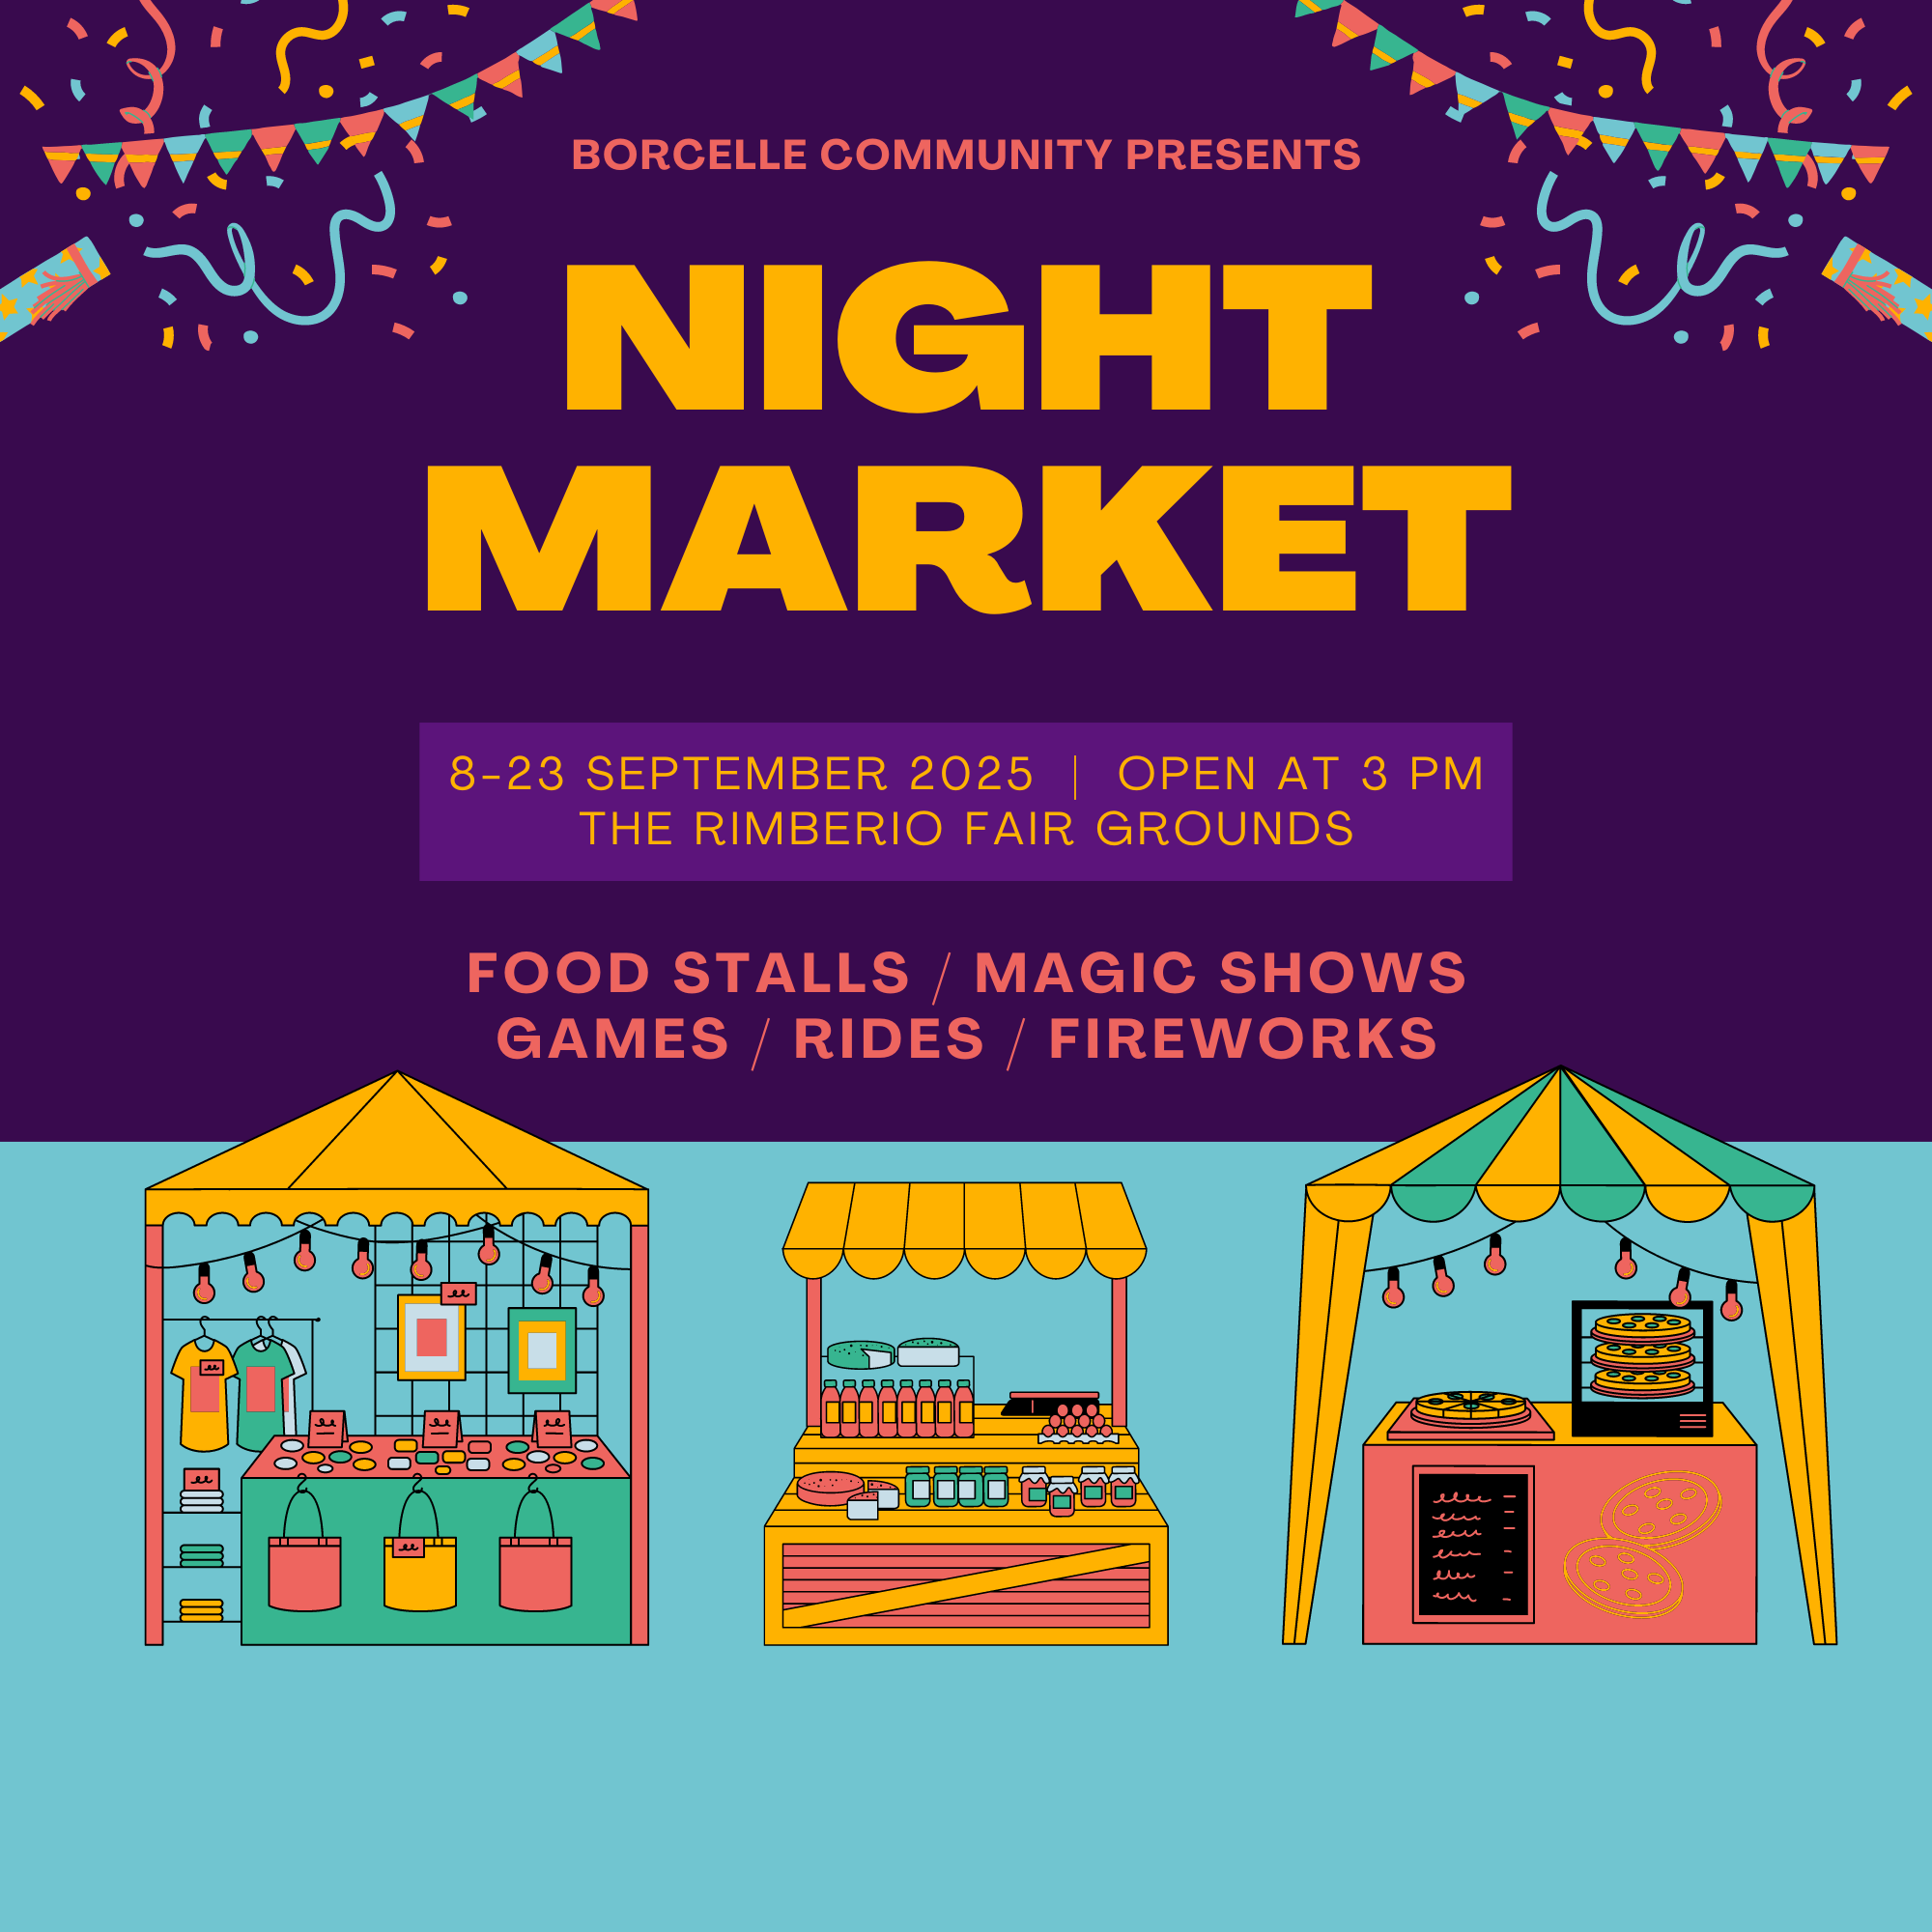 BORCELLE COMMUNITY PRESENTS
NIGHT
MARKET
8-23 SEPTEMBER 2025 | OPEN AT 3 PM
THE RIMBERIO FAIR GROUNDS
FOOD STALLS / MAGIC SHOWS
GAMES / RIDES / FIREWORKS